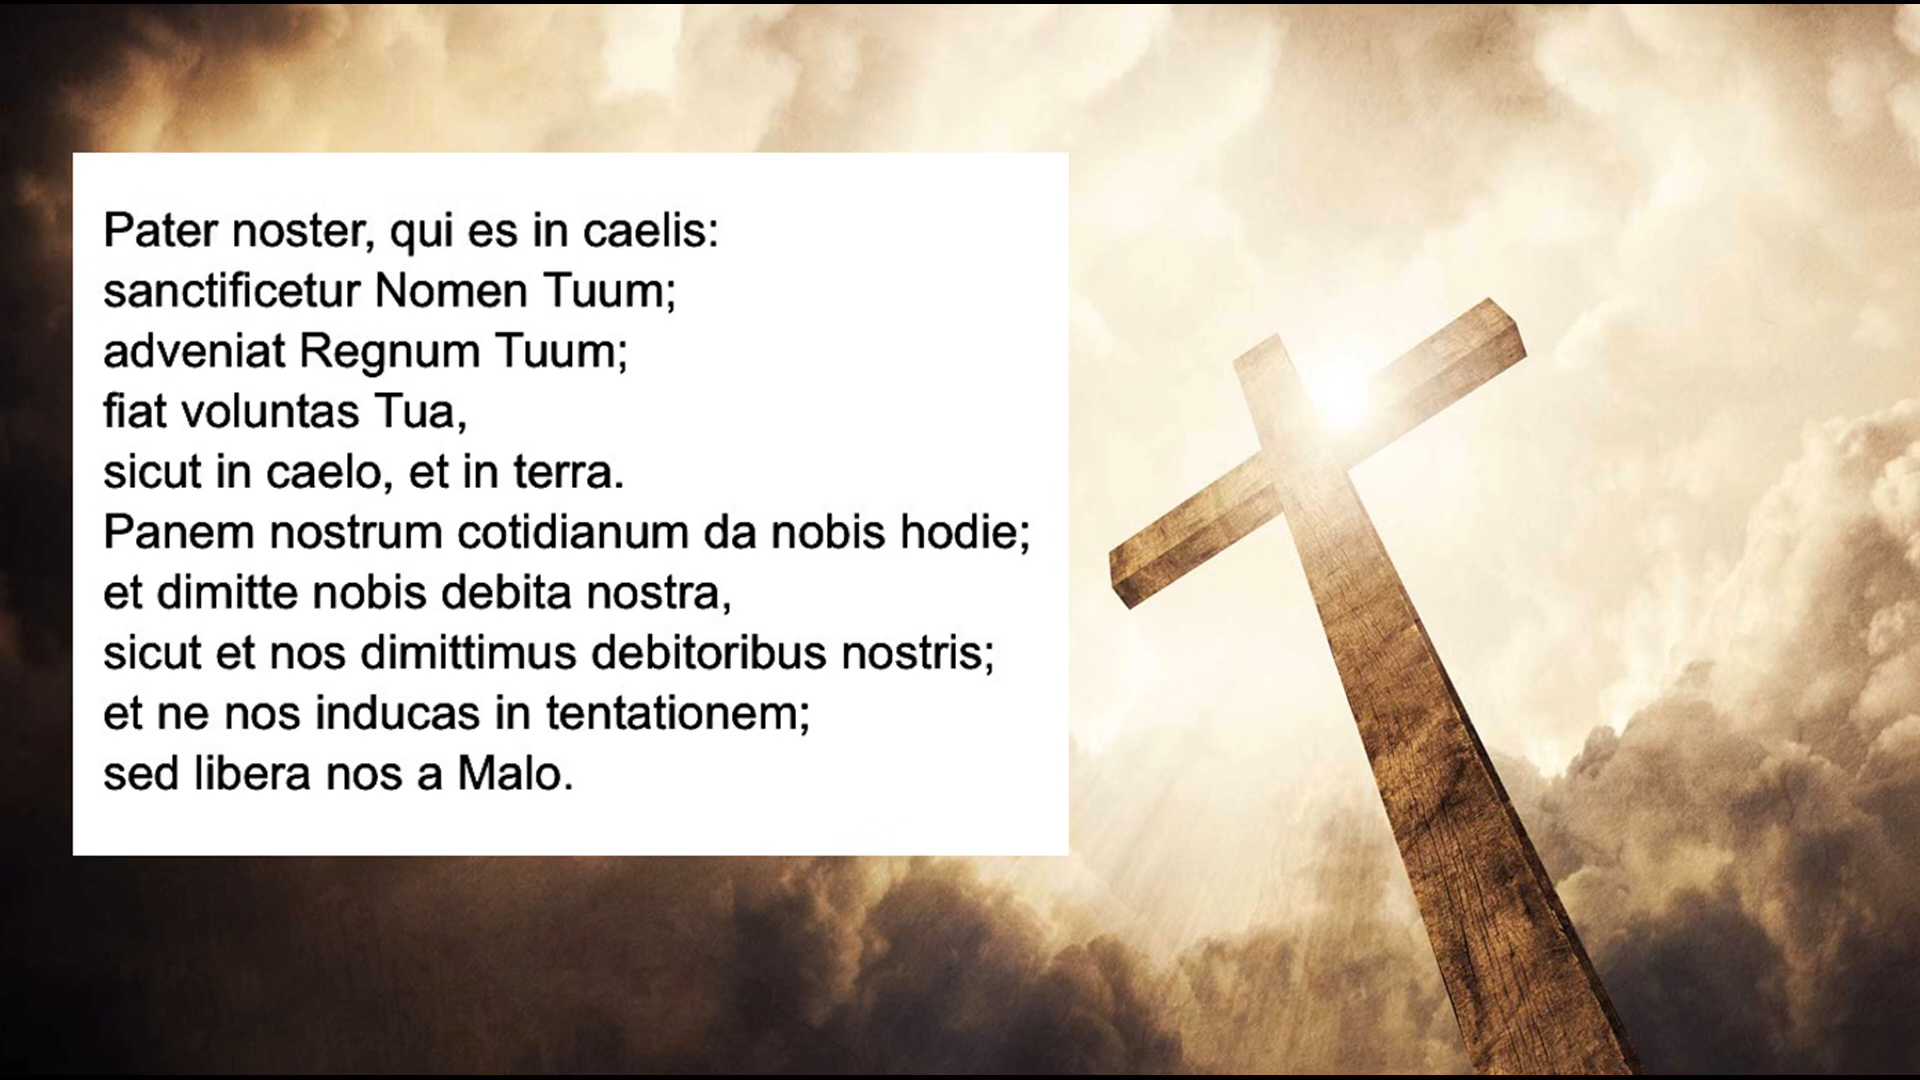 Pater noster, qui es in caelis:
sanctificetur Nomen Tuum;
adveniat Regnum Tuum;
fiat voluntas Tua,
sicut in caelo, et in terra.
Panem nostrum cotidianum da nobis hodie;
et dimitte nobis debita nostra,
sicut et nos dimittimus debitoribus nostris;
et ne nos inducas in tentationem;
sed libera nos a Malo.